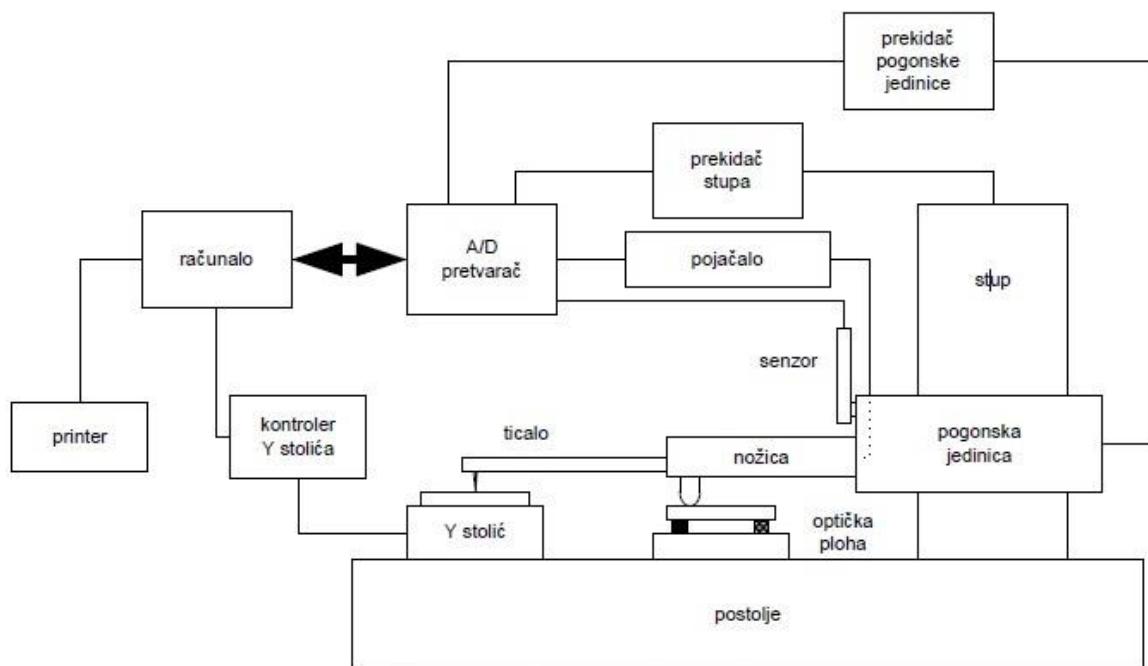 prekidač
pogonske
jedinice
prekidač
stupa
A/D
pretvarač
računalo
pojačalo
stup
senzor
printer
kontroler
Y stolića
ticalo
nožica
pogonska
jedinica
Y stolić
optička
ploha
postolje